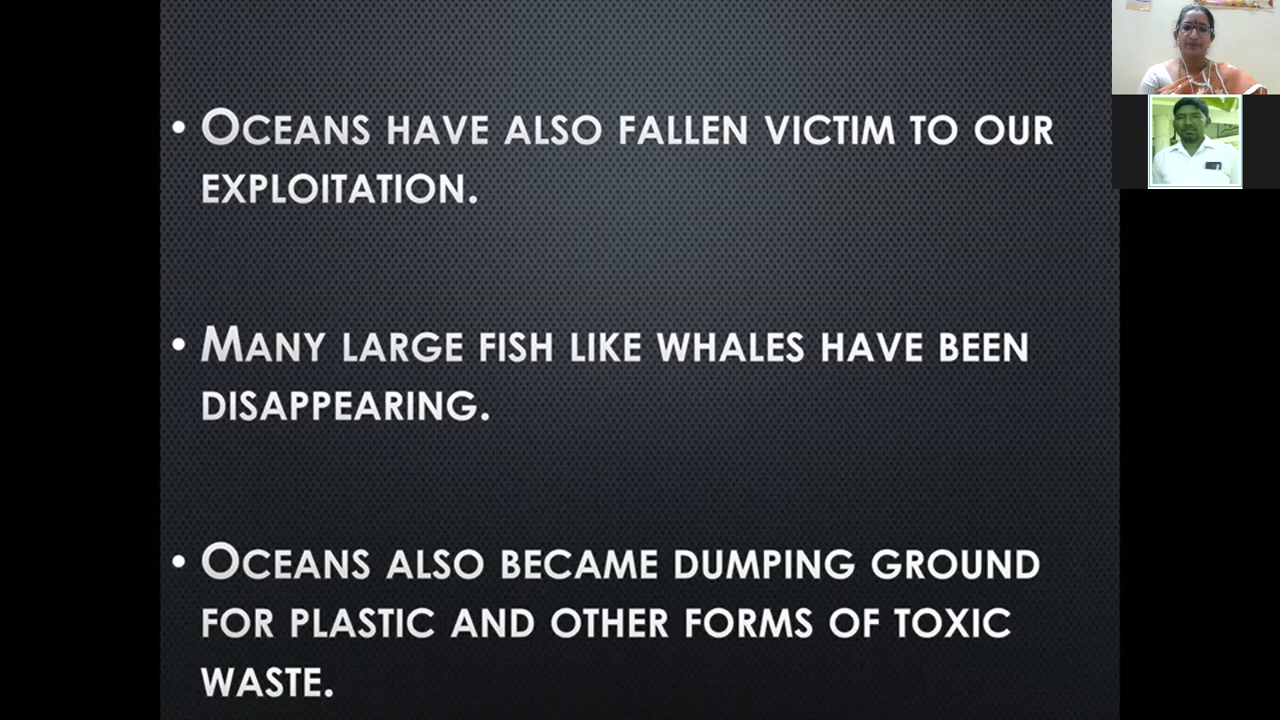 • Oceans have also fallen victim to our
exploitation.
• Many large fish like whales have been
disappearing.
• Oceans also became dumping ground
for plastic and other forms of toxic
waste.